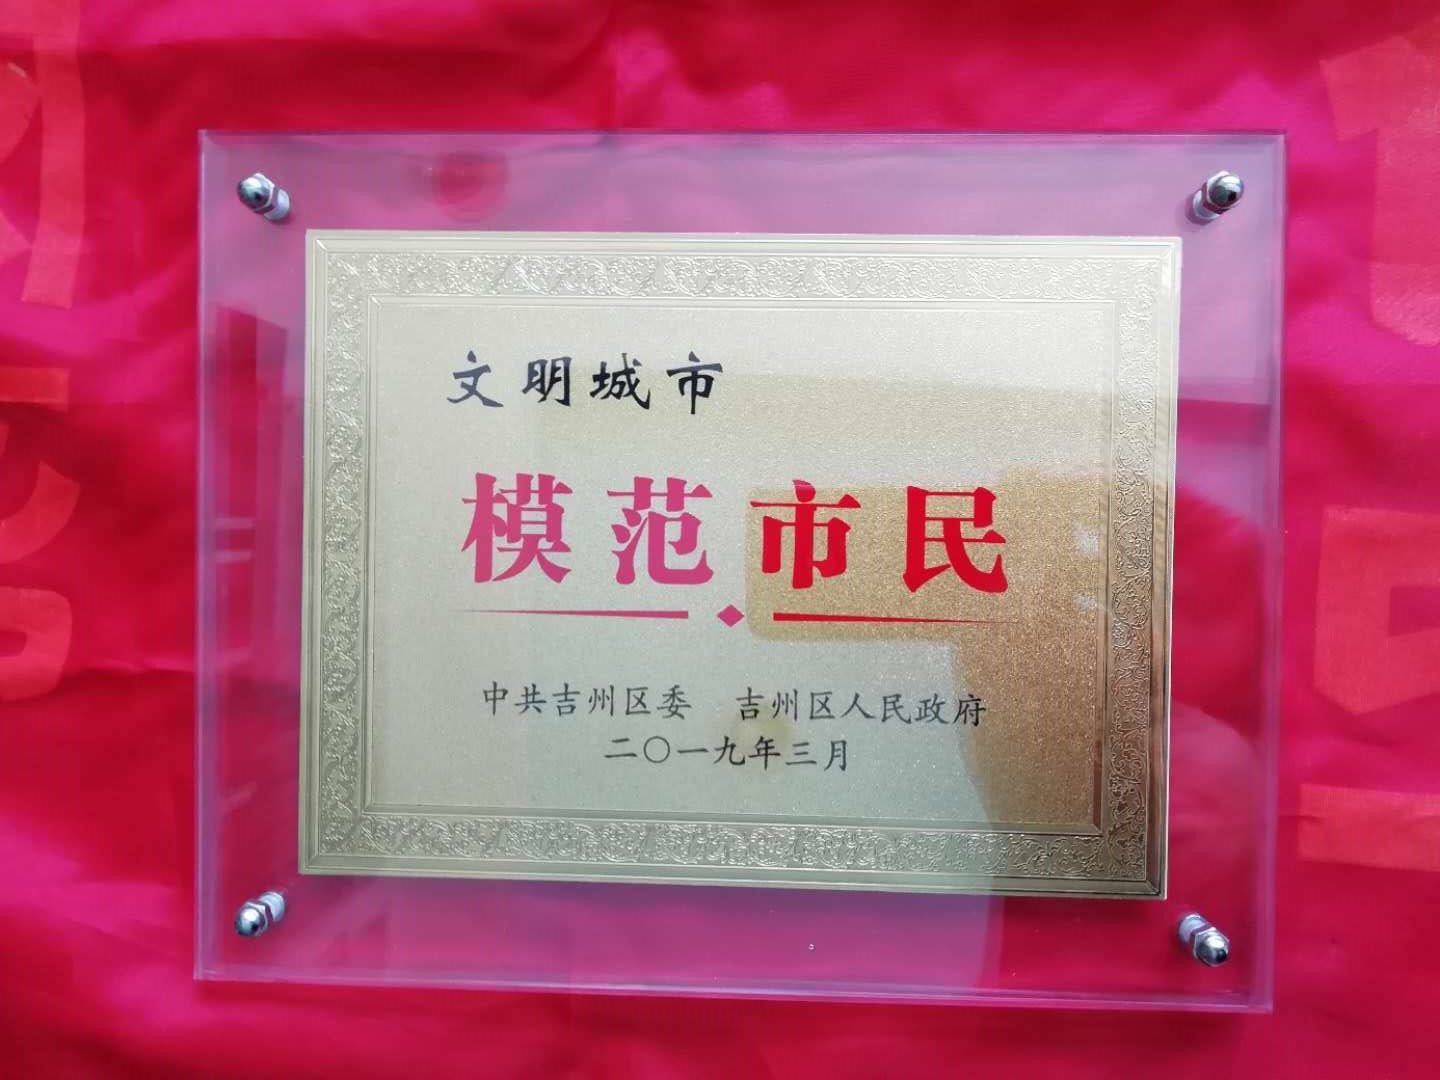 文明城市
模范市民
中共吉州区委 吉州区人民政府
二〇一九年三月